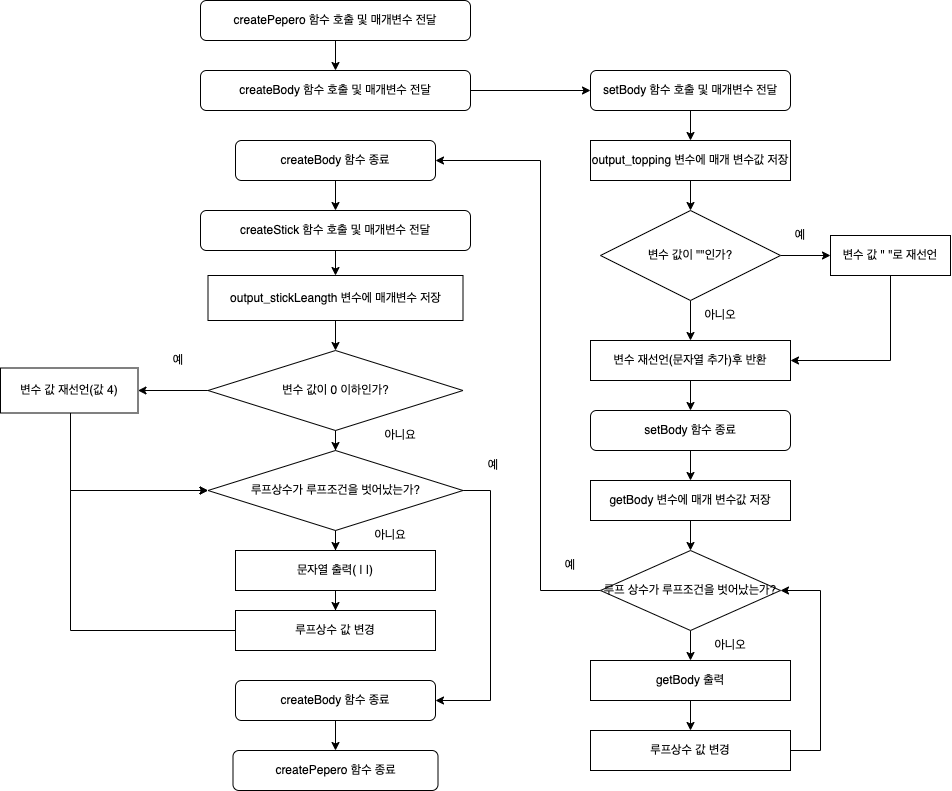 createPepero 함수 호출 및 매개변수 전달
createBody 함수 호출 및 매개변수 전달
setBody 함수 호출 및 매개변수 전달
output_topping 변수에 매개 변수값 저장
변수 값이 ""인가?
예
변수 값 " "로 재선언
아니오
변수 재선언(문자열 추가)후 반환
setBody 함수 종료
getBody 변수에 매개 변수값 저장
루프 상수가 루프조건을 벗어났는가?
예
아니오
getBody 출력
루프상수 값 변경
createBody 함수 종료
createStick 함수 호출 및 매개변수 전달
output_stickLeangth 변수에 매개변수 저장
변수 값이 0 이하인가?
예
변수 값 재선언(값 4)
아니요
루프상수가 루프조건을 벗어났는가?
예
아니요
문자열 출력( | |)
루프상수 값 변경
createBody 함수 종료
createPepero 함수 종료